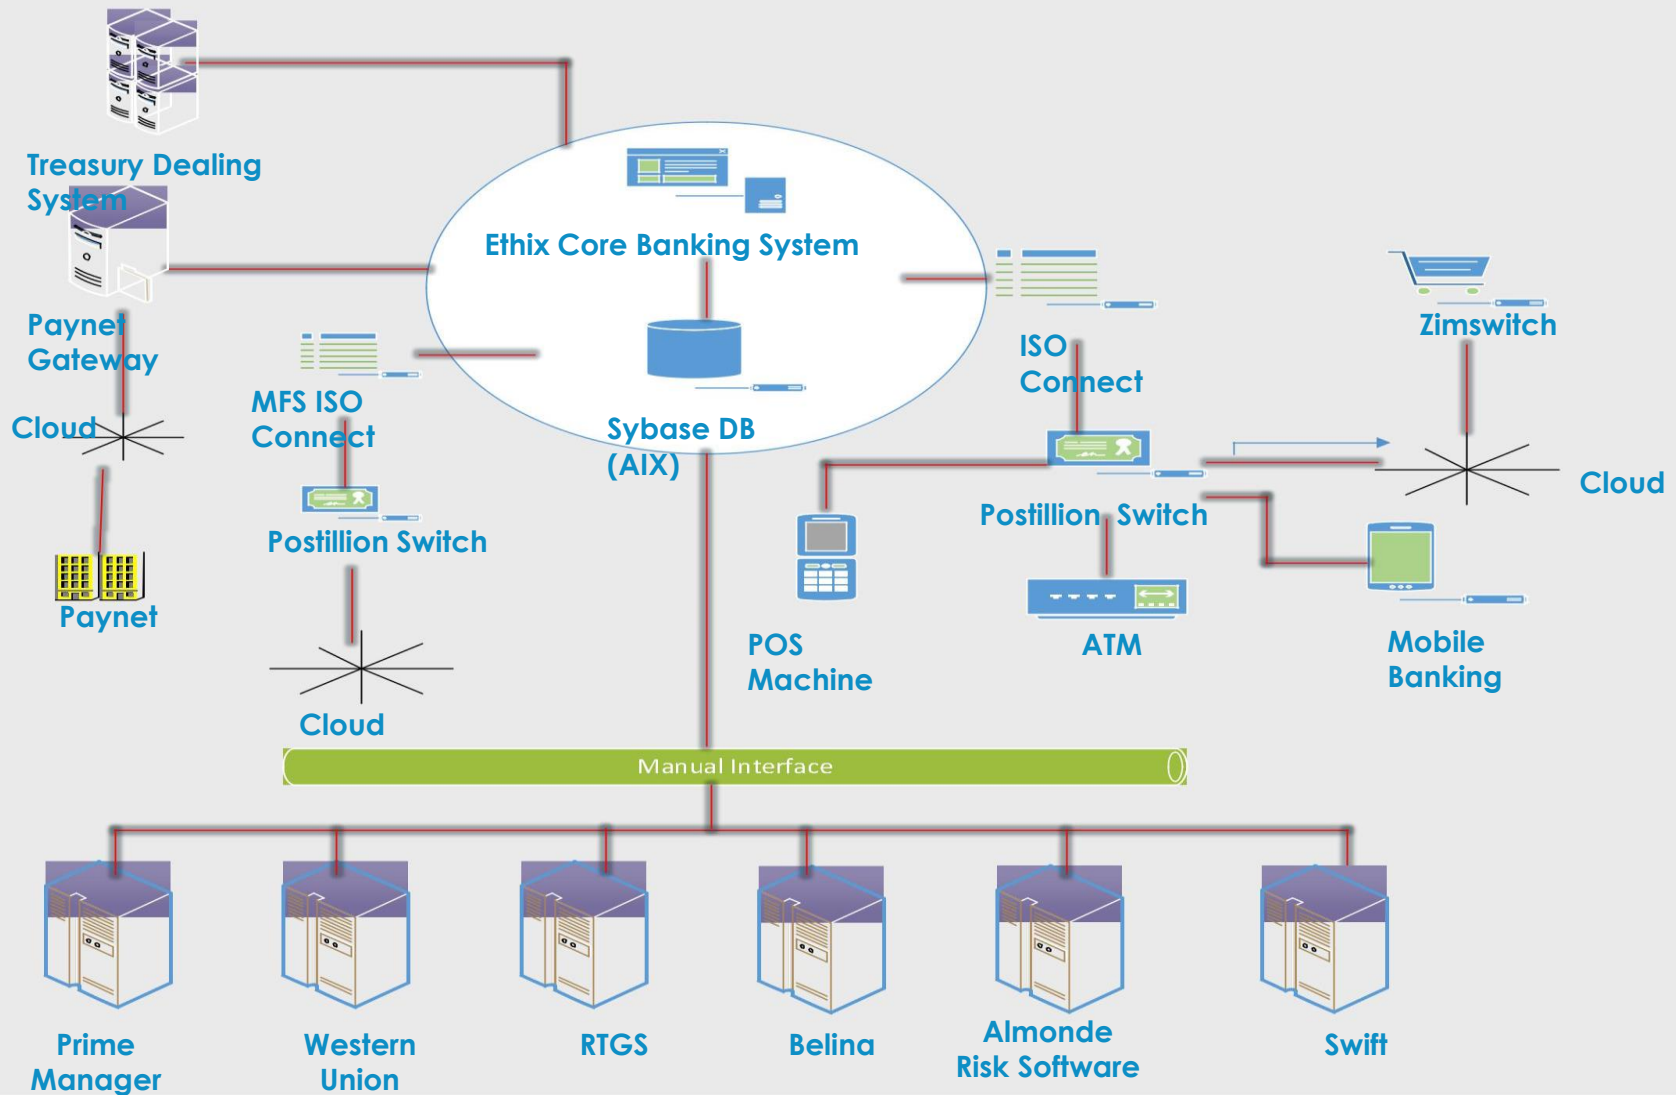 Treasury Dealing
System
Ethix Core Banking System
Paynet
Gateway
Zimswitch
ISO
Connect
MFS ISO
Connect
Cloud
Sybase DB
(AIX)
Cloud
Postillion Switch
Postillion Switch
Paynet
POS
Machine
ATM
Mobile
Banking
Cloud
Manual Interface
Prime
Manager
Western
Union
RTGS
Belina
Almonde
Risk Software
Swift